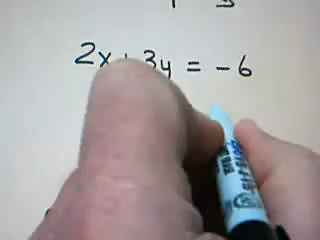 2x + 3y = -6